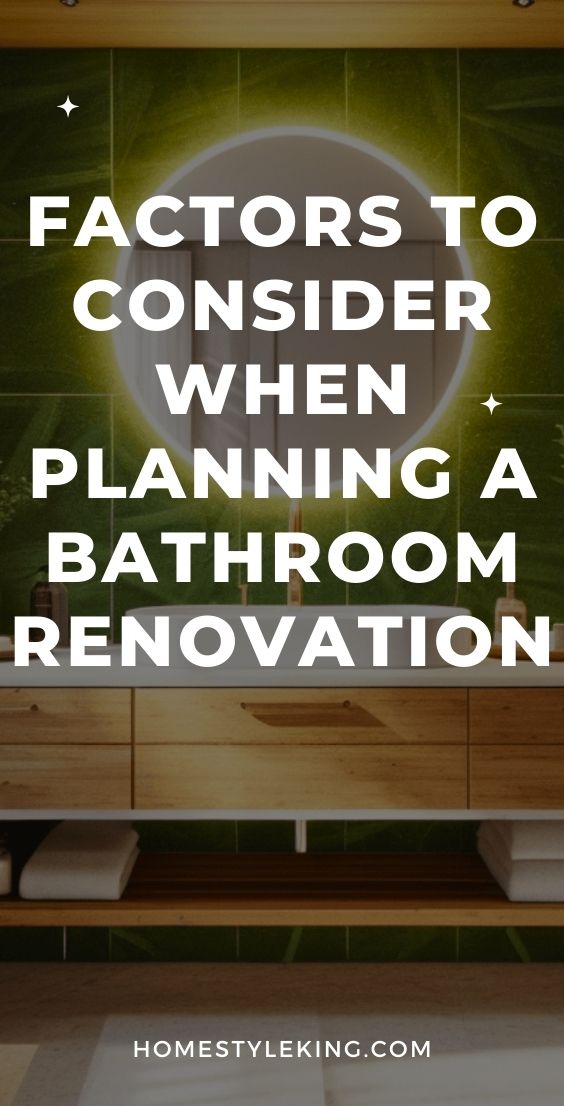 FACTORS TO
CONSIDER
WHEN
PLANNING A
BATHROOM
RENOVATION
HOMESTYLEKING.COM